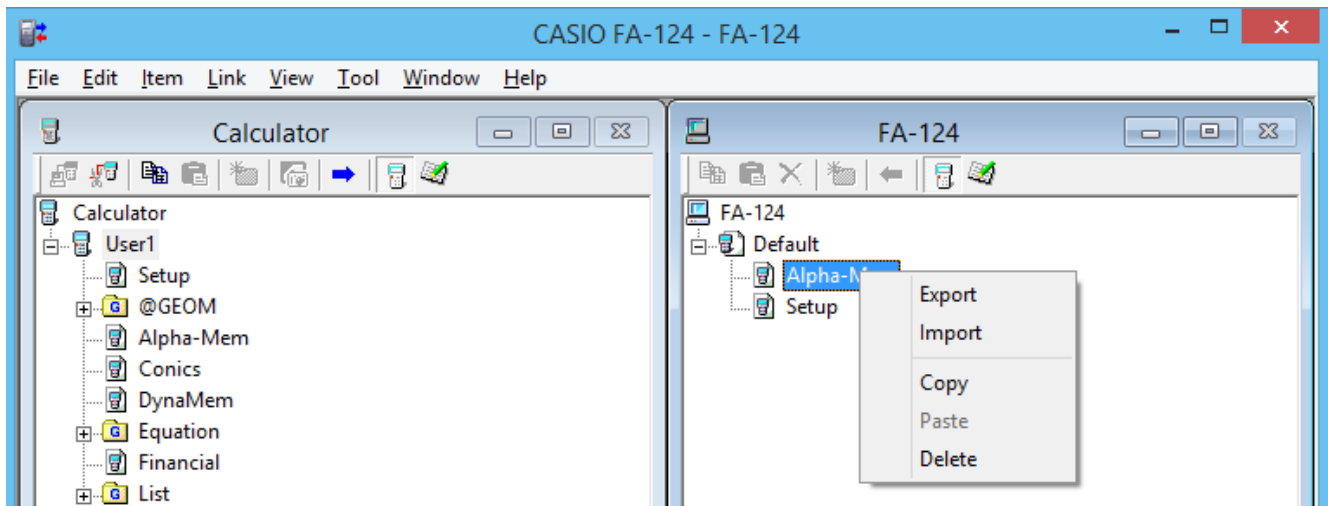 CASIO FA-124 - FA-124
File Edit Item Link View Tool Window Help
Calculator
Calculator
User1
Setup
@GEOM
Alpha-Mem
Conics
DynaMem
G Equation
Financial
G List
FA-124
FA-124
Default
Alpha-
Setup
Export
Import
Copy
Paste
Delete